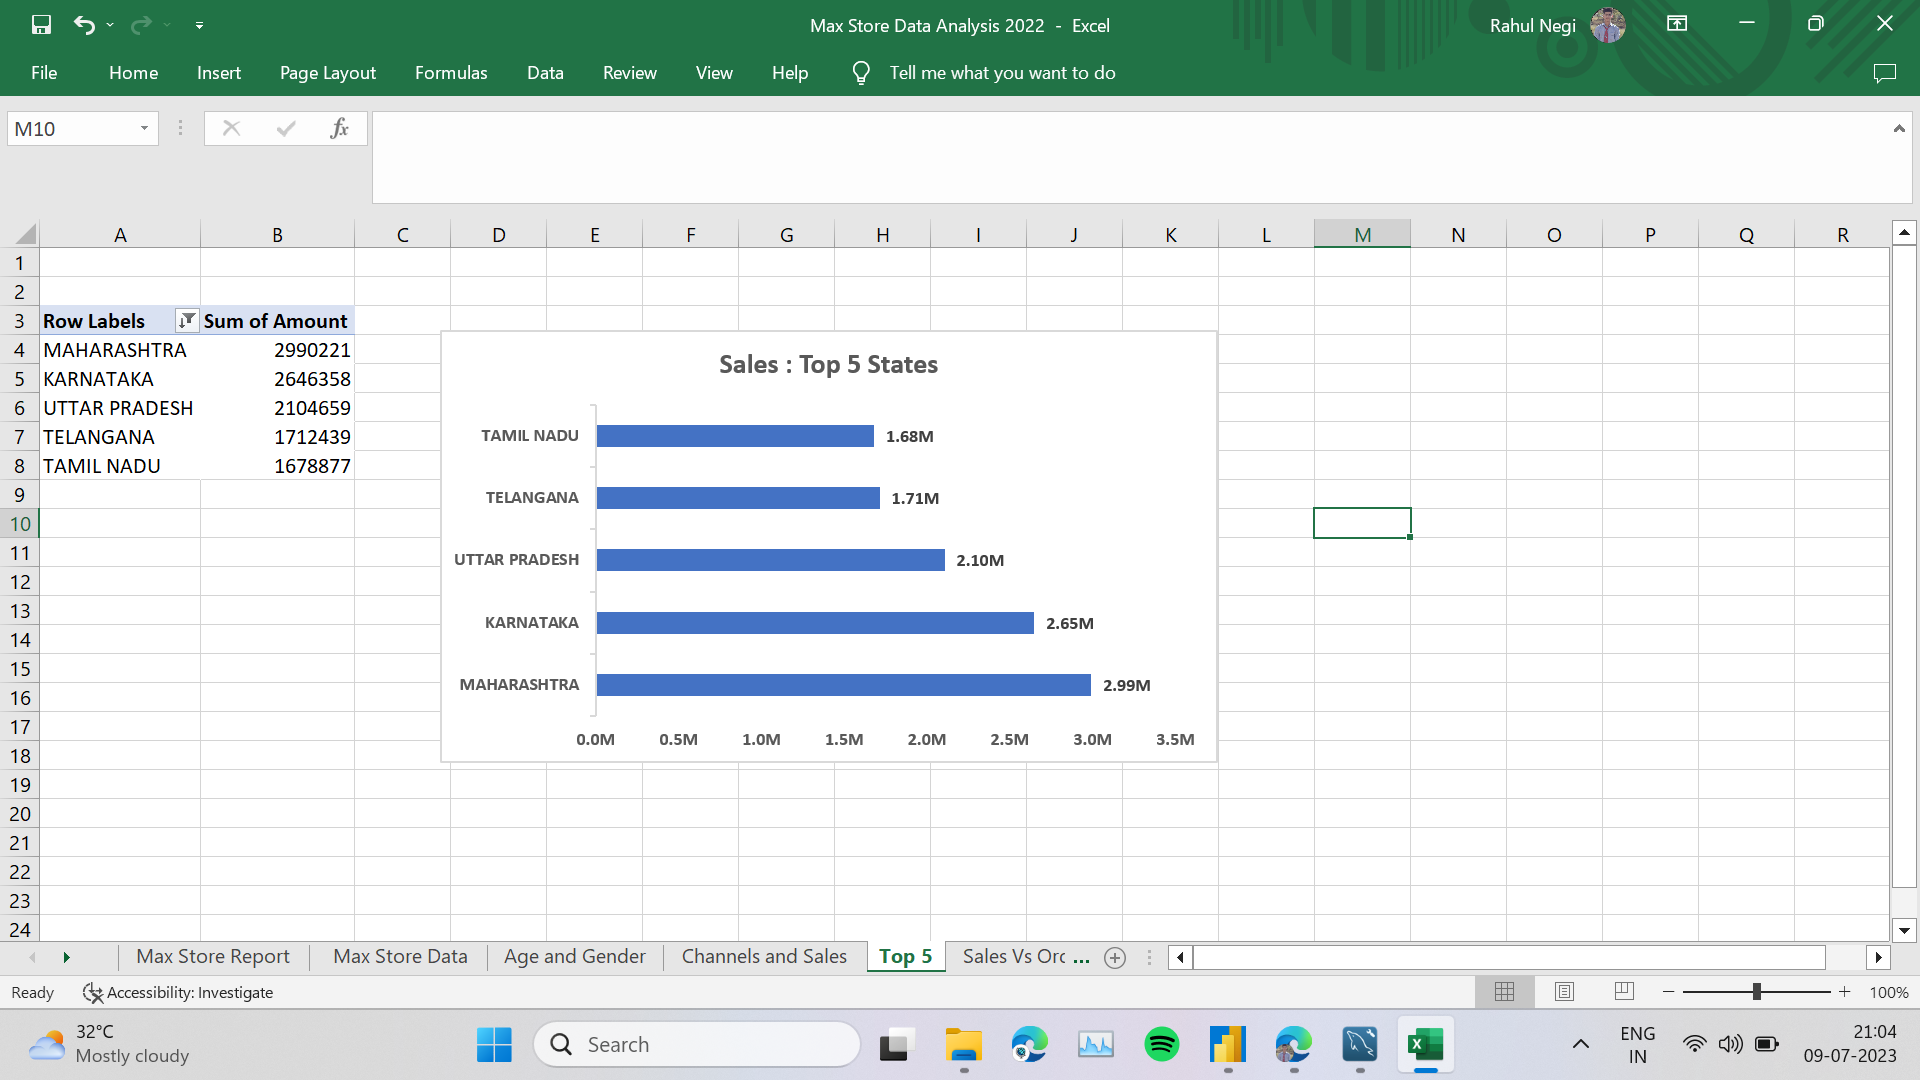 Max Store Data Analysis 2022 - Excel
Rahul Negi
File Home Insert Page Layout Formulas Data Review View Help Tell me what you want to do
M10
fx
A B C D E F G H I J K L M N O P Q R
1
2
3 Row Labels Sum of Amount
4 MAHARASHTRA 2990221
5 KARNATAKA 2646358
6 UTTAR PRADESH 2104659
7 TELANGANA 1712439
8 TAMIL NADU 1678877
9
10
11
12
13
14
15
16
17
18
19
20
21
22
23
24
Sales : Top 5 States
TAMIL NADU 1.68M
TELANGANA 1.71M
UTTAR PRADESH 2.10M
KARNATAKA 2.65M
MAHARASHTRA 2.99M
0.0M 0.5M 1.0M 1.5M 2.0M 2.5M 3.0M 3.5M
Max Store Report Max Store Data Age and Gender Channels and Sales Top 5 Sales Vs Orc ...
Ready Accessibility: Investigate 100%
32°C
Mostly cloudy
Search
ENG
IN
21:04
09-07-2023